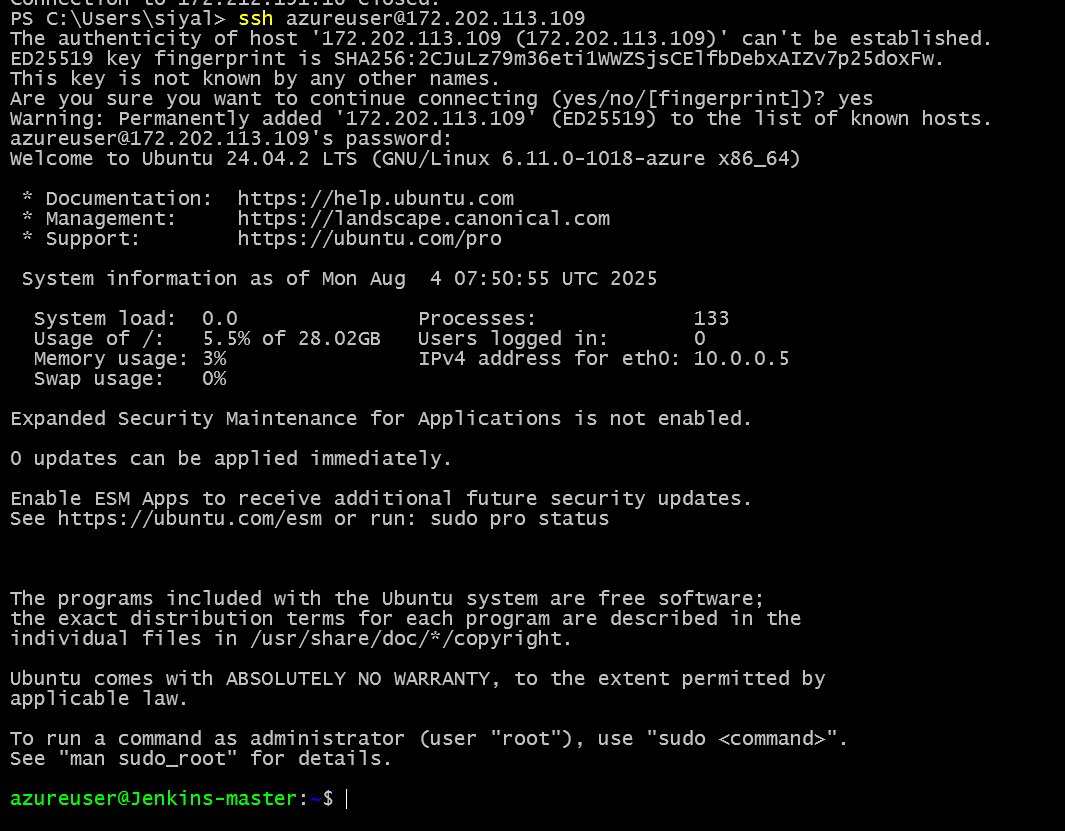 Connection to 172.212.191.10 closed.
PS C:\Users\siyal> ssh azureuser@172.202.113.109
The authenticity of host '172.202.113.109 (172.202.113.109)' can't be established.
ED25519 key fingerprint is SHA256:2CJuLz79m36eti1WWZSjsCElfbDebxAIZv7p25doxFw.
This key is not known by any other names.
Are you sure you want to continue connecting (yes/no/[fingerprint])? yes
Warning: Permanently added '172.202.113.109' (ED25519) to the list of known hosts.
azureuser@172.202.113.109's password:
Welcome to Ubuntu 24.04.2 LTS (GNU/Linux 6.11.0-1018-azure x86_64)

 * Documentation:  https://help.ubuntu.com
 * Management:     https://landscape.canonical.com
 * Support:        https://ubuntu.com/pro

 System information as of Mon Aug  4 07:50:55 UTC 2025

  System load:  0.0               Processes:             133
  Usage of /:   5.5% of 28.02GB   Users logged in:       0
  Memory usage: 3%                IPv4 address for eth0: 10.0.0.5
  Swap usage:   0%

Expanded Security Maintenance for Applications is not enabled.

0 updates can be applied immediately.

Enable ESM Apps to receive additional future security updates.
See https://ubuntu.com/esm or run: sudo pro status

The programs included with the Ubuntu system are free software;
the exact distribution terms for each program are described in the
individual files in /usr/share/doc/*/copyright.

Ubuntu comes with ABSOLUTELY NO WARRANTY, to the extent permitted by
applicable law.

To run a command as administrator (user "root"), use "sudo <command>".
See "man sudo_root" for details.

azureuser@Jenkins-master:~$